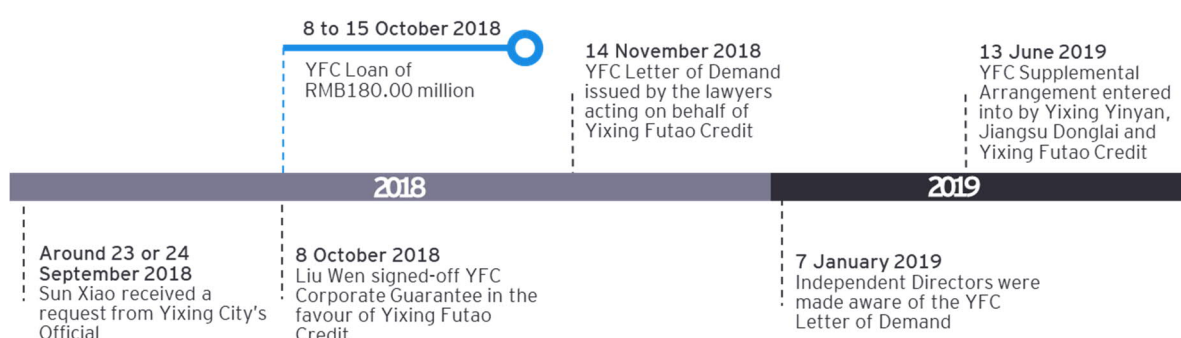 8 to 15 October 2018
YFC Loan of
RMB180.00 million
14 November 2018
YFC Letter of Demand
issued by the lawyers
acting on behalf of
Yixing Futao Credit
13 June 2019
YFC Supplemental
Arrangement entered
into by Yixing Yinyan,
Jiangsu Donglai and
Yixing Futao Credit
2018
2019
Around 23 or 24
September 2018
Sun Xiao received a
request from Yixing City's
Official
8 October 2018
Liu Wen signed-off YFC
Corporate Guarantee in the
favour of Yixing Futao
Credit
7 January 2019
Independent Directors were
made aware of the YFC
Letter of Demand